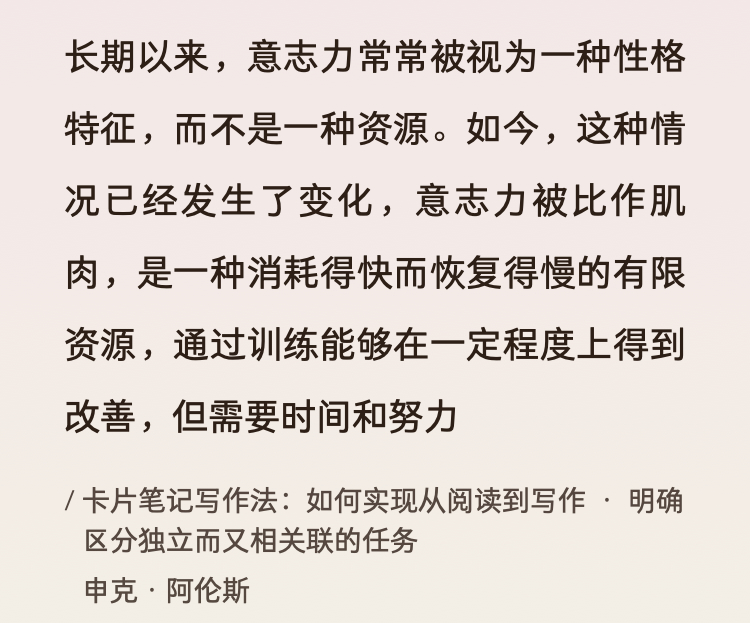 长期以来，意志力常常被视为一种性格
特征，而不是一种资源。如今，这种情
况已经发生了变化，意志力被比作肌
肉，是一种消耗得快而恢复得慢的有限
资源，通过训练能够在一定程度上得到
改善，但需要时间和努力
/ 卡片笔记写作法：如何实现从阅读到写作 · 明确
区分独立而又相关联的任务
申克 · 阿伦斯